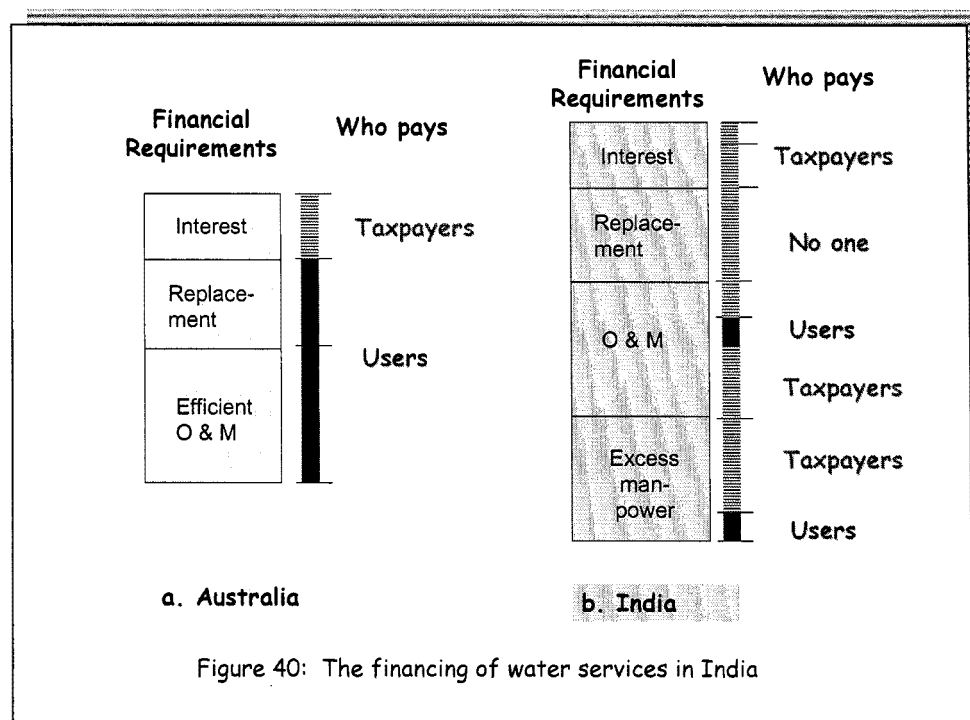 Financial
Requirements
Who pays
Interest
Replace-
ment
Efficient
O & M
Taxpayers
Users
a. Australia
Financial
Requirements
Who pays
Interest
Replace-
ment
O & M
Excess
man-
power
Taxpayers
No one
Users
Taxpayers
Taxpayers
Users
b. India
Figure 40: The financing of water services in India